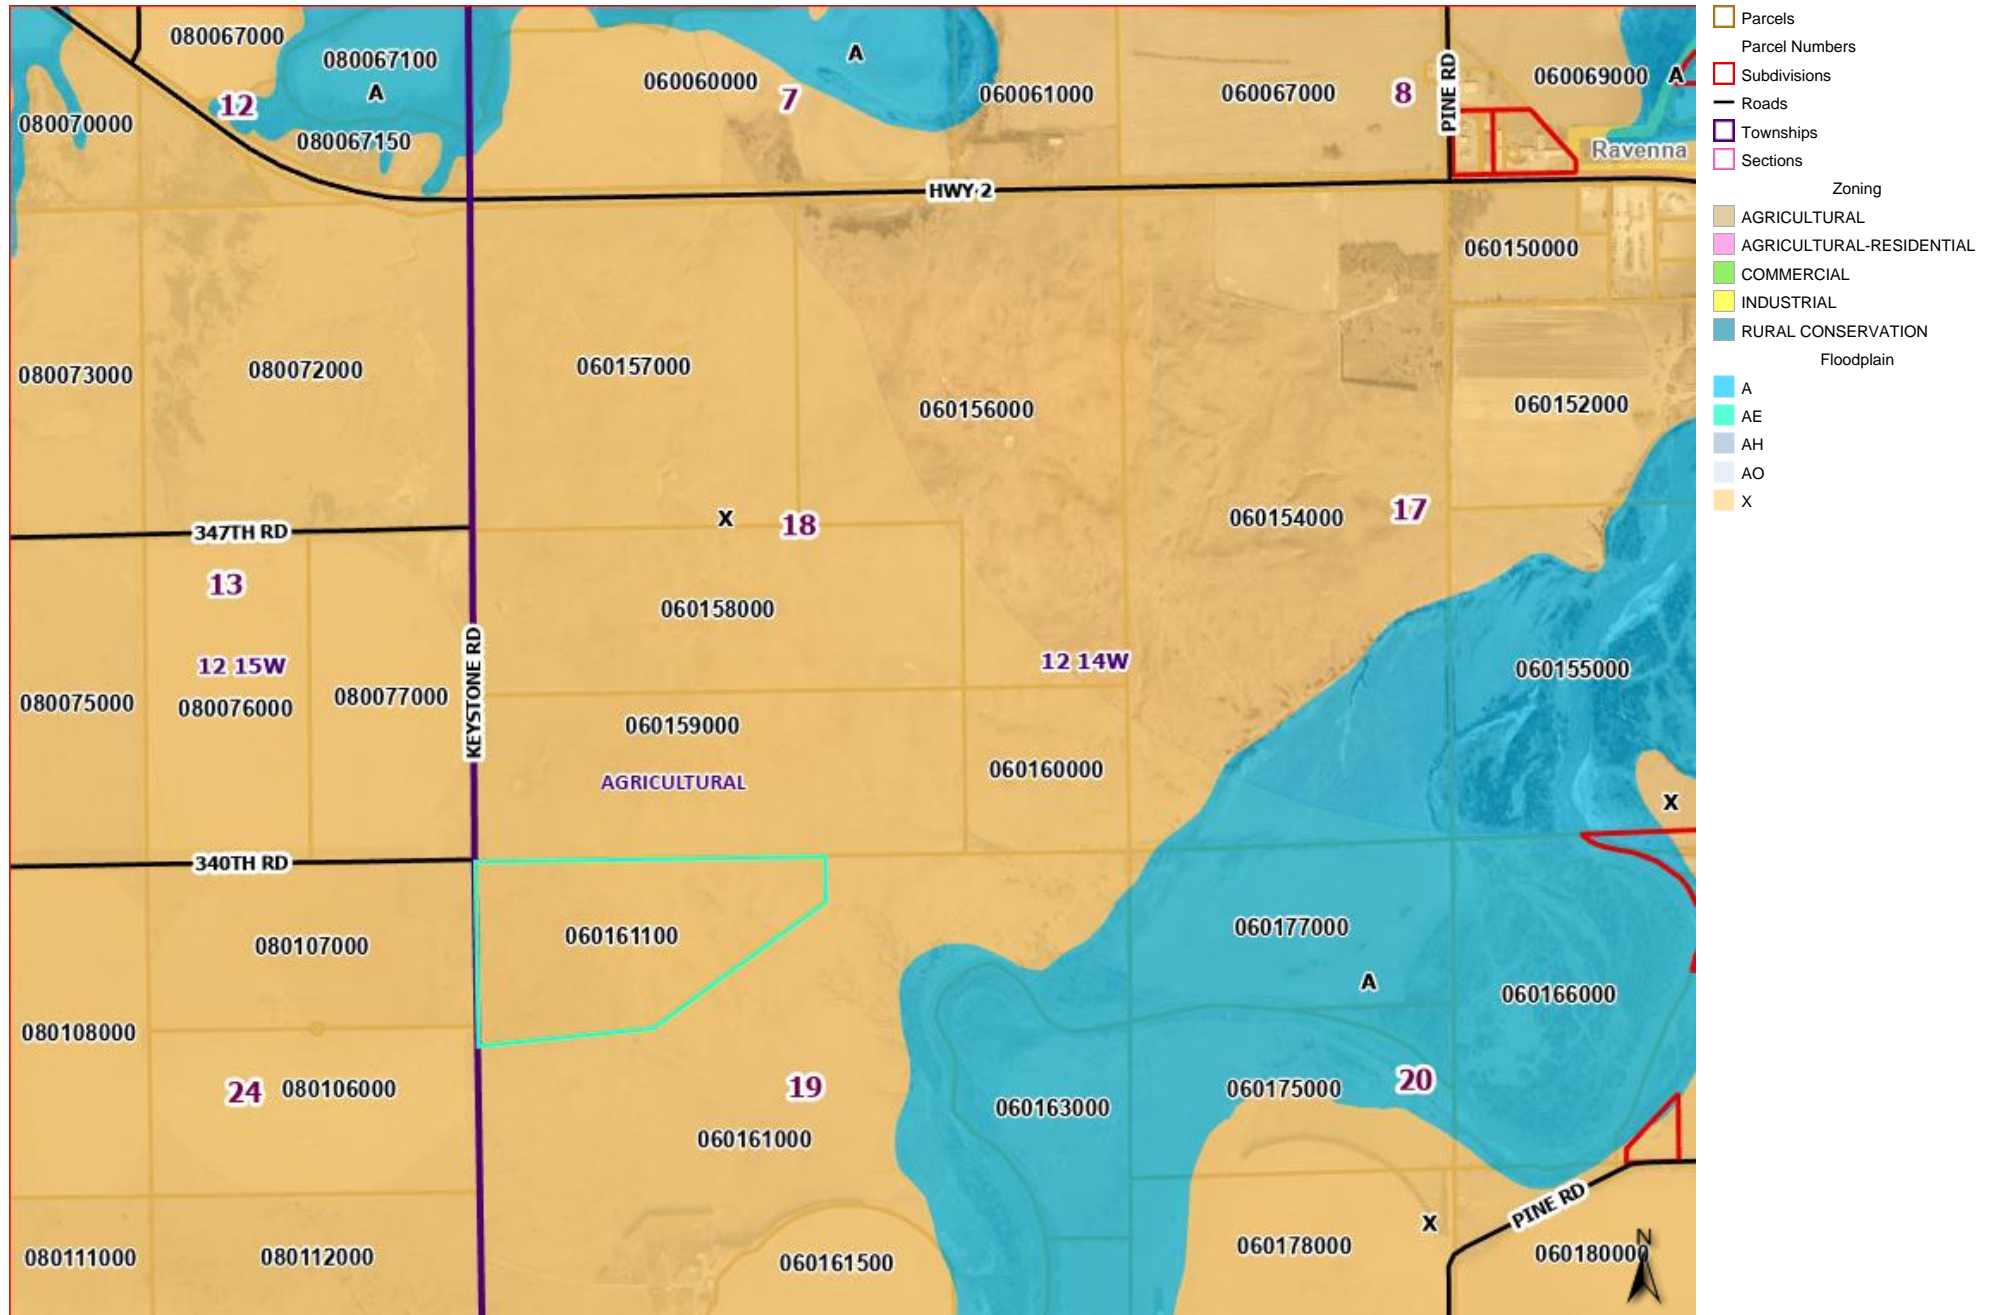 080067000
080067100
A
060060000
A
7
060061000
060067000
8
PINE RD
060069000
A
12
080070000
080067150
Ravenna
HWY 2
060150000
080073000
080072000
060157000
060156000
060152000
X
18
060154000
17
347TH RD
13
060158000
KEYSTONE RD
12 15W
12 14W
060155000
080075000
080076000
080077000
060159000
AGRICULTURAL
060160000
X
340TH RD
080107000
060161100
060177000
A
060166000
080108000
24
080106000
19
060163000
060175000
20
060161000
080111000
080112000
060161500
060178000
X
PINE RD
060180000
N
Parcels
Parcel Numbers
Subdivisions
Roads
Townships
Sections
Zoning
AGRICULTURAL
AGRICULTURAL-RESIDENTIAL
COMMERCIAL
INDUSTRIAL
RURAL CONSERVATION
Floodplain
A
AE
AH
AO
X